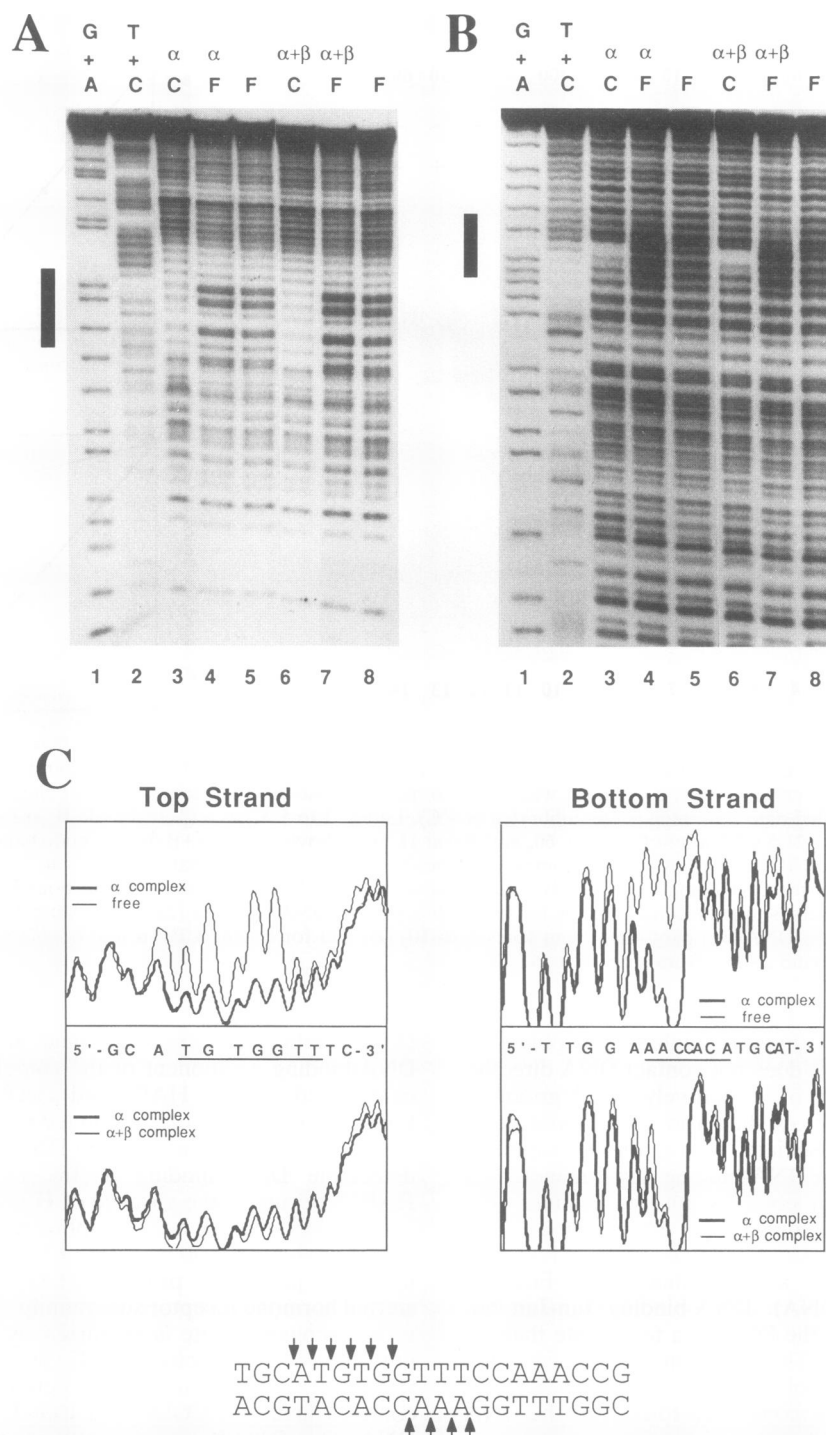 A
G + A
T + C
α C
α F
F
α+β C
α+β F
F
1 2 3 4 5 6 7 8
B
G + A
T + C
α C
α F
F
α+β C
α+β F
F
1 2 3 4 5 6 7 8
C
Top Strand
α complex
free
5'-GC A TG TGGTTTC-3'
α complex
α+β complex
Bottom Strand
α complex
free
5'-T TGG AAACCACATGCAT-3'
α complex
α+β complex
TGCATGTGGTTTCCAAACCG
ACGTACACCAAAGGTTTGGC